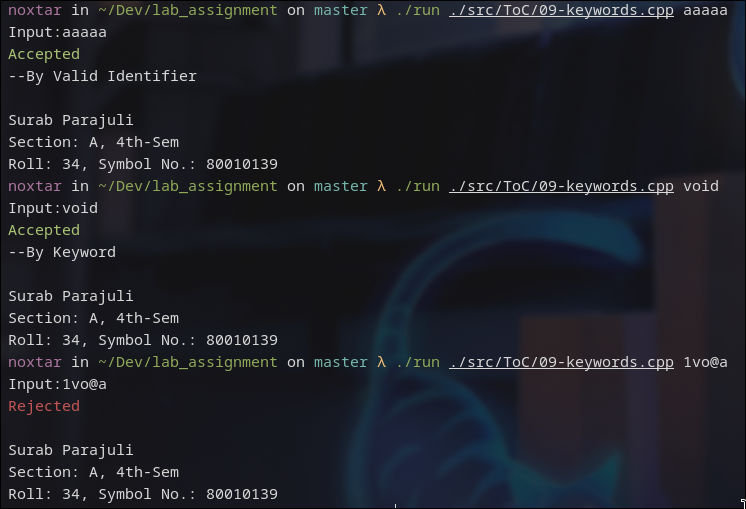 noxtar in ~/Dev/lab_assignment on master λ ./run ./src/ToC/09-keywords.cpp aaaaa
Input:aaaaa
Accepted
--By Valid Identifier
Surab Parajuli
Section: A, 4th-Sem
Roll: 34, Symbol No.: 80010139
noxtar in ~/Dev/lab_assignment on master λ ./run ./src/ToC/09-keywords.cpp void
Input:void
Accepted
--By Keyword
Surab Parajuli
Section: A, 4th-Sem
Roll: 34, Symbol No.: 80010139
noxtar in ~/Dev/lab_assignment on master λ ./run ./src/ToC/09-keywords.cpp 1vo@a
Input:1vo@a
Rejected
Surab Parajuli
Section: A, 4th-Sem
Roll: 34, Symbol No.: 80010139